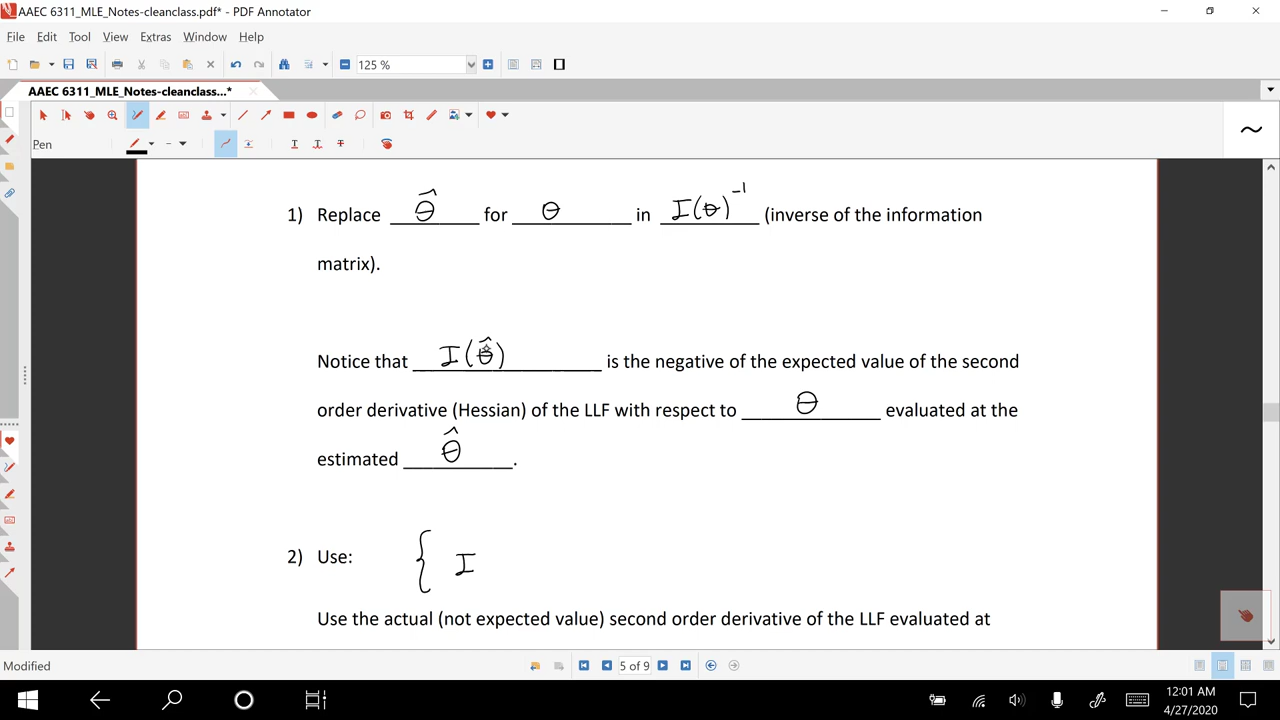 AAEC 6311_MLE_Notes-cleanclass.pdf* - PDF Annotator
File Edit Tool View Extras Window Help
125 %
AAEC 6311_MLE_Notes-cleanclass...*
Pen
1) Replace θ̂ for θ in I(θ)⁻¹ (inverse of the information
matrix).
Notice that I(θ̂) is the negative of the expected value of the second
order derivative (Hessian) of the LLF with respect to θ evaluated at the
estimated θ̂.
2) Use: { I
Use the actual (not expected value) second order derivative of the LLF evaluated at
Modified
5 of 9
12:01 AM
4/27/2020